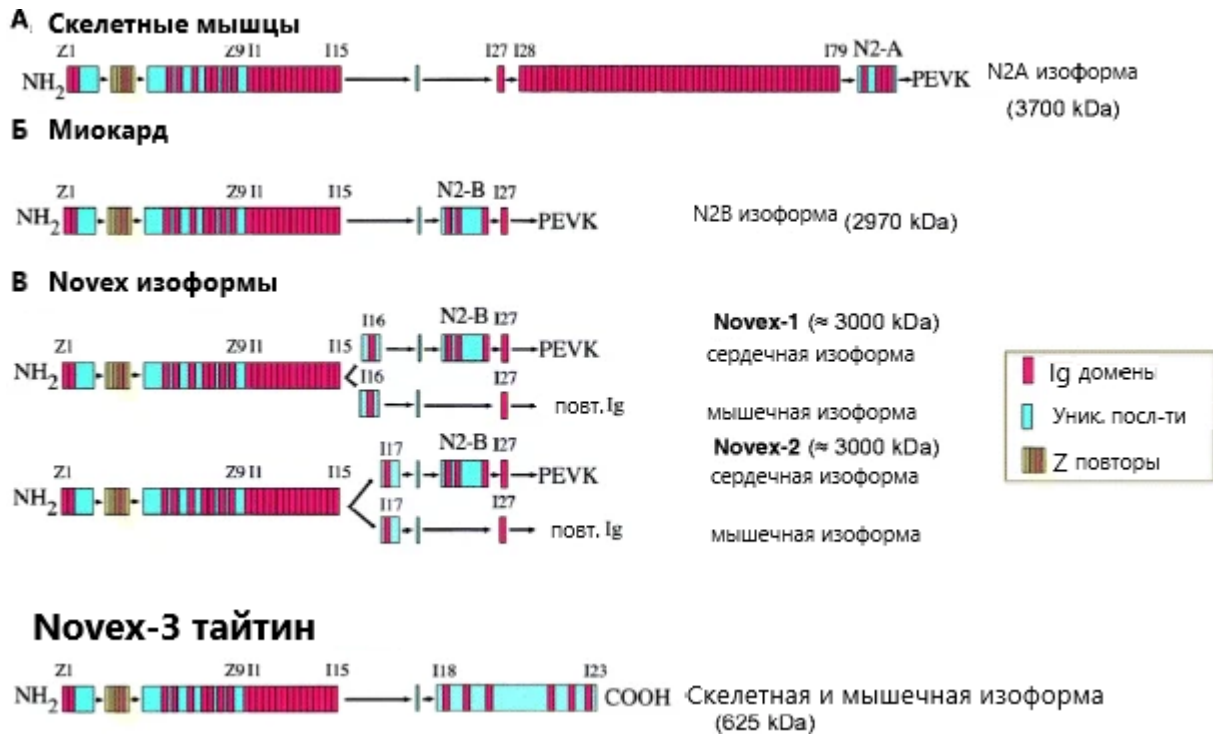 А Скелетные мышцы
Z1 Z9 I1 I15 I27 I28 I79 N2-A
NH2 PEVK N2A изоформа
(3700 kDa)
Б Миокард
Z1 Z9 I1 I15 N2-B I27
NH2 PEVK N2B изоформа (2970 kDa)
В Novex изоформы
I16 N2-B I27 Novex-1 (≈ 3000 kDa)
Z1 Z9 I1 I15
NH2 PEVK сердечная изоформа
I16 I27
повт. Ig мышечная изоформа
I17 N2-B I27 Novex-2 (≈ 3000 kDa)
Z1 Z9 I1 I15
PEVK сердечная изоформа
NH2
I17 I27
повт. Ig мышечная изоформа
Ig домены
Уник. посл-ти
Z повторы
Novex-3 тайтин
Z1 Z9 I1 I15 I18 I23
NH2 COOH Скелетная и мышечная изоформа
(625 kDa)